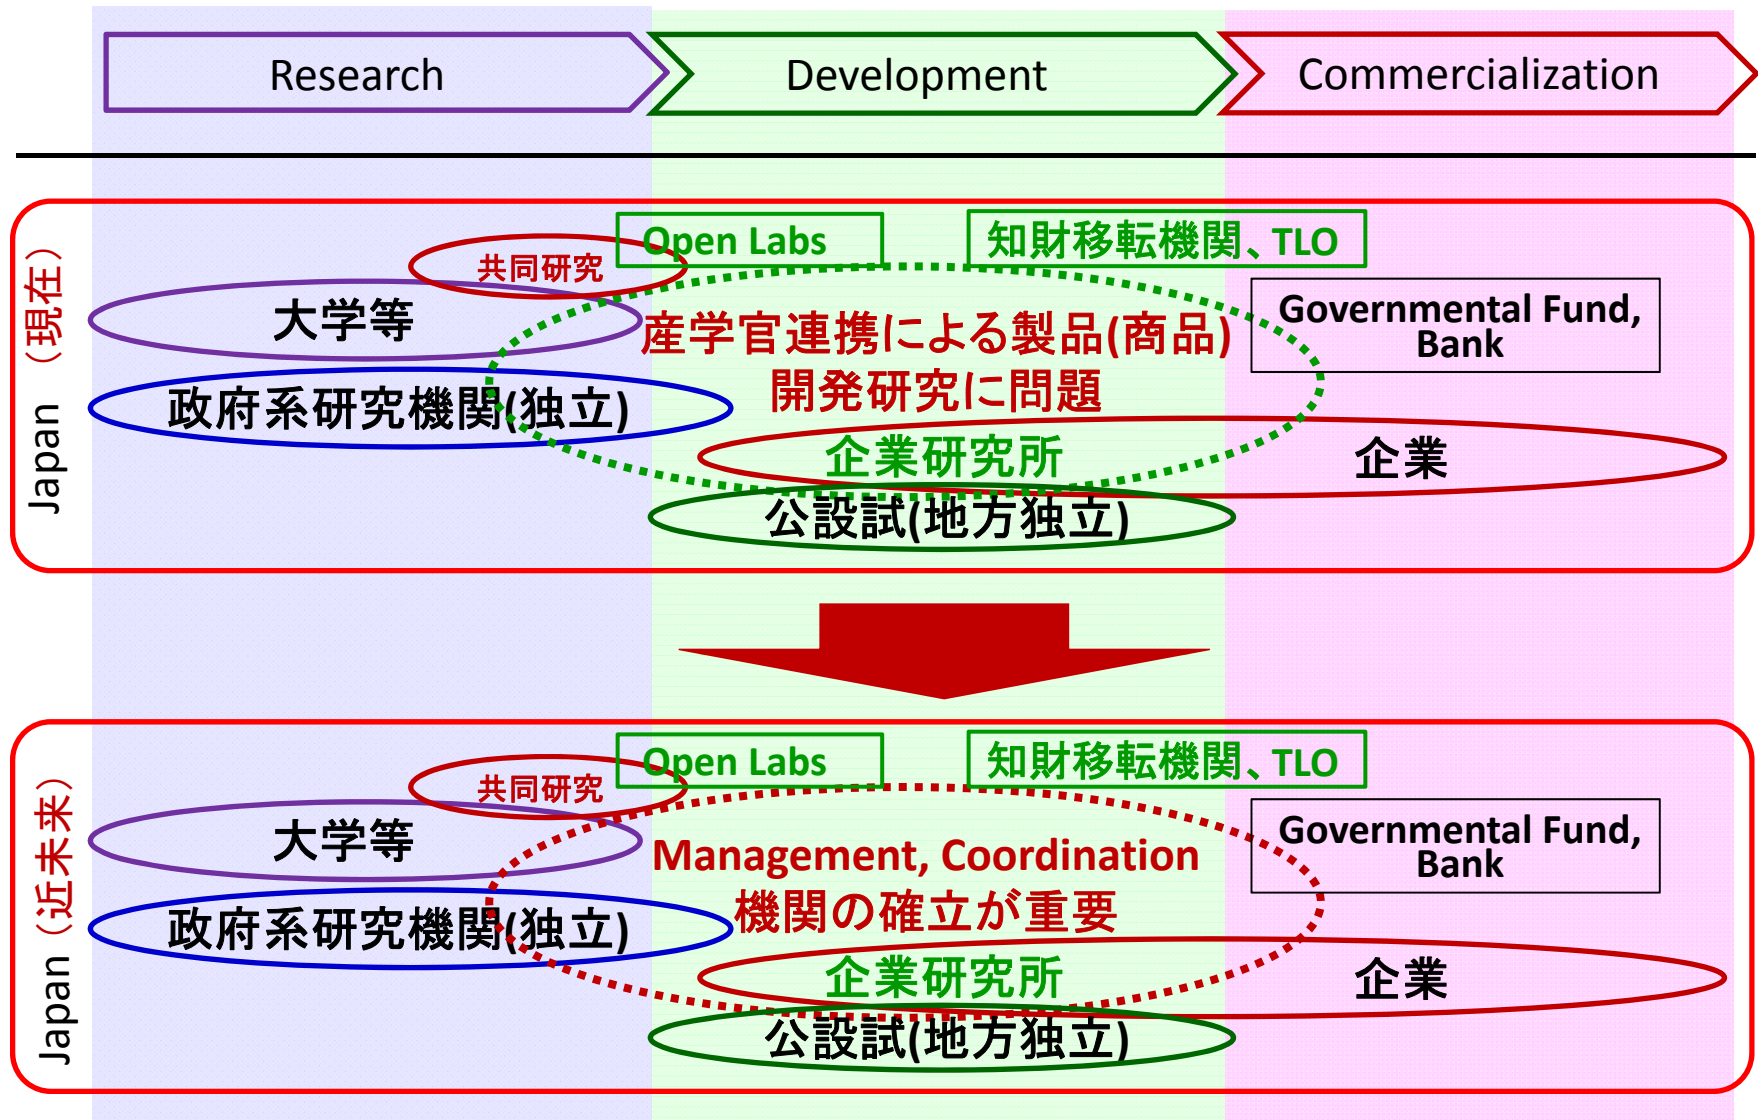 Research
Development
Commercialization
Japan （現在）
Open Labs
知財移転機関、TLO
共同研究
大学等
産学官連携による製品(商品)
開発研究に問題
Governmental Fund,
Bank
政府系研究機関(独立)
企業研究所
企業
公設試(地方独立)
Japan （近未来）
Open Labs
知財移転機関、TLO
共同研究
大学等
Management, Coordination
機関の確立が重要
Governmental Fund,
Bank
政府系研究機関(独立)
企業研究所
企業
公設試(地方独立)